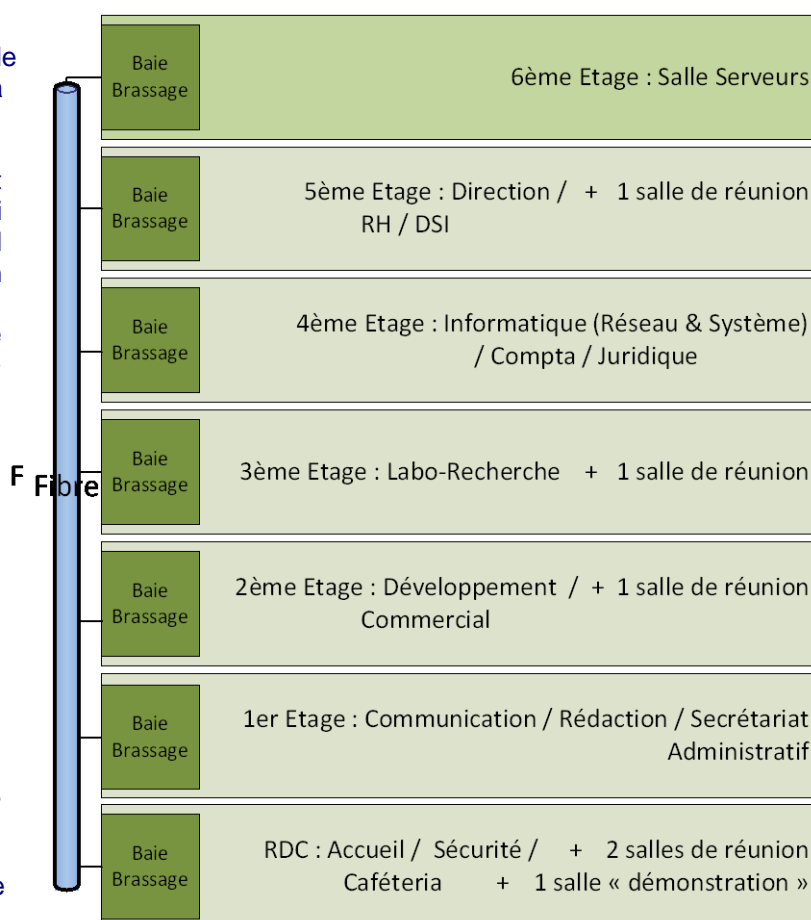 Baie
Brassage
6ème Etage : Salle Serveurs
Baie
Brassage
5ème Etage : Direction / + 1 salle de réunion
RH / DSI
Baie
Brassage
4ème Etage : Informatique (Réseau & Système)
/ Compta / Juridique
F Fibre
Baie
Brassage
3ème Etage : Labo-Recherche + 1 salle de réunion
Baie
Brassage
2ème Etage : Développement / + 1 salle de réunion
Commercial
Baie
Brassage
1er Etage : Communication / Rédaction / Secrétariat
Administratif
Baie
Brassage
RDC : Accueil / Sécurité / + 2 salles de réunion
Caféteria + 1 salle « démonstration »